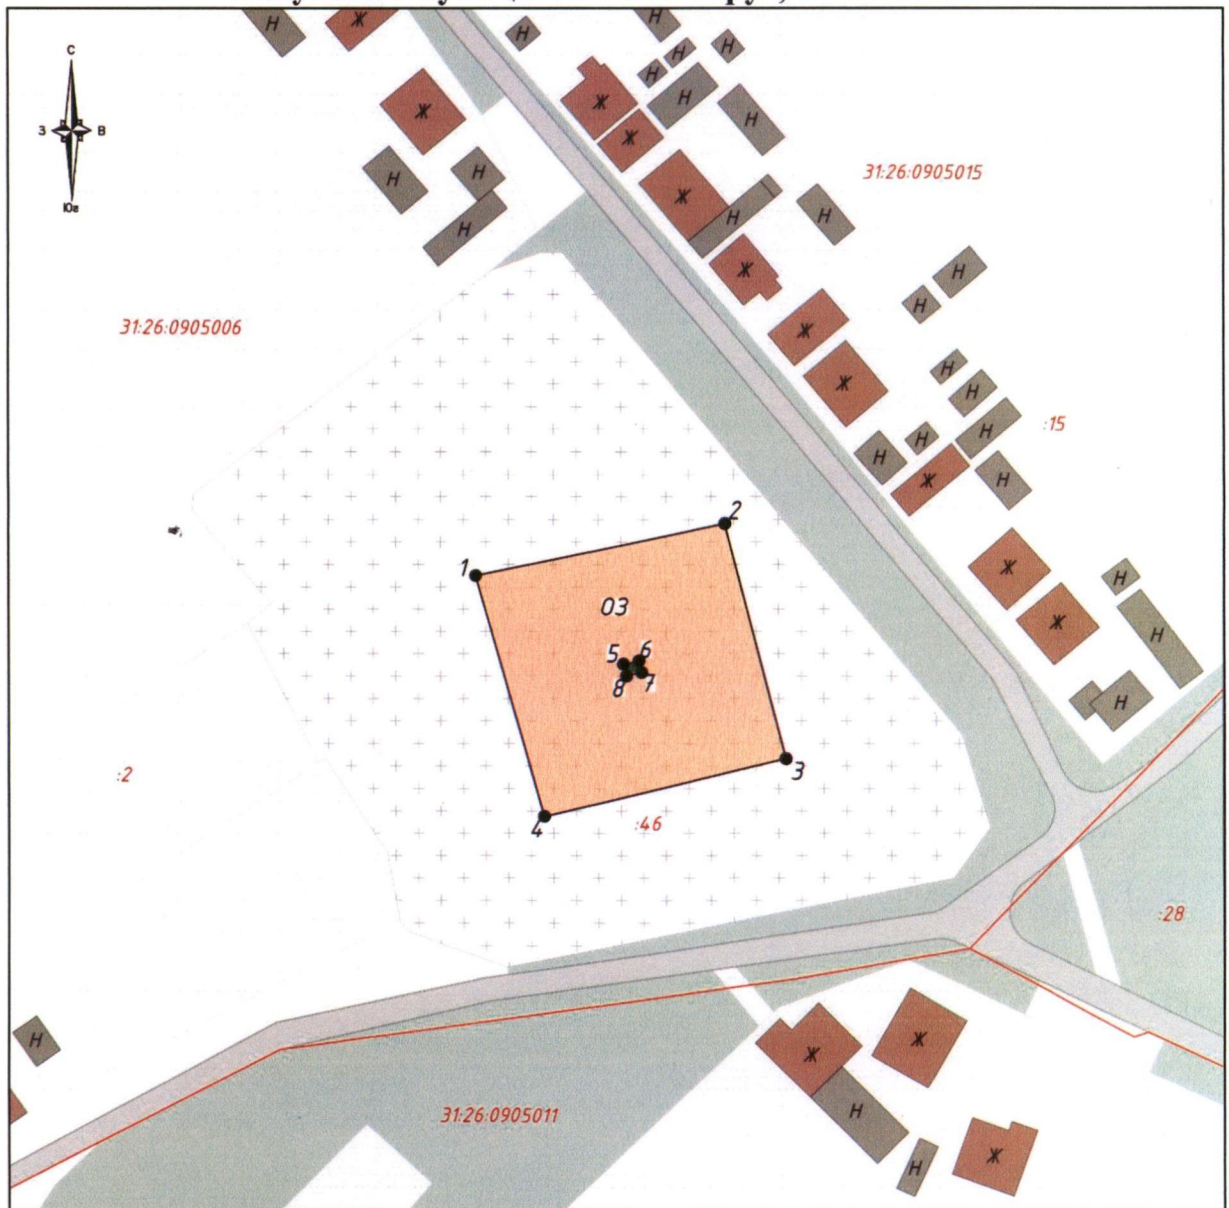 С
З В
Юв
Н
Ж
Н
Н
Н
Н
Н
Ж
Н
Ж
Ж
Н
31:26:0905015
Н
Н
Ж
Н
Н
Н
Ж
Н
Н
31:26:0905006
Ж
Ж
Н
Н
:15
Н
Н
Н
Ж
Н
2
1
Ж
Н
03
Ж
Н
5 6
8 7
Н
3
:2
4
:46
:28
Н
Ж
Ж
31:26:0905011
Н
Н
Ж